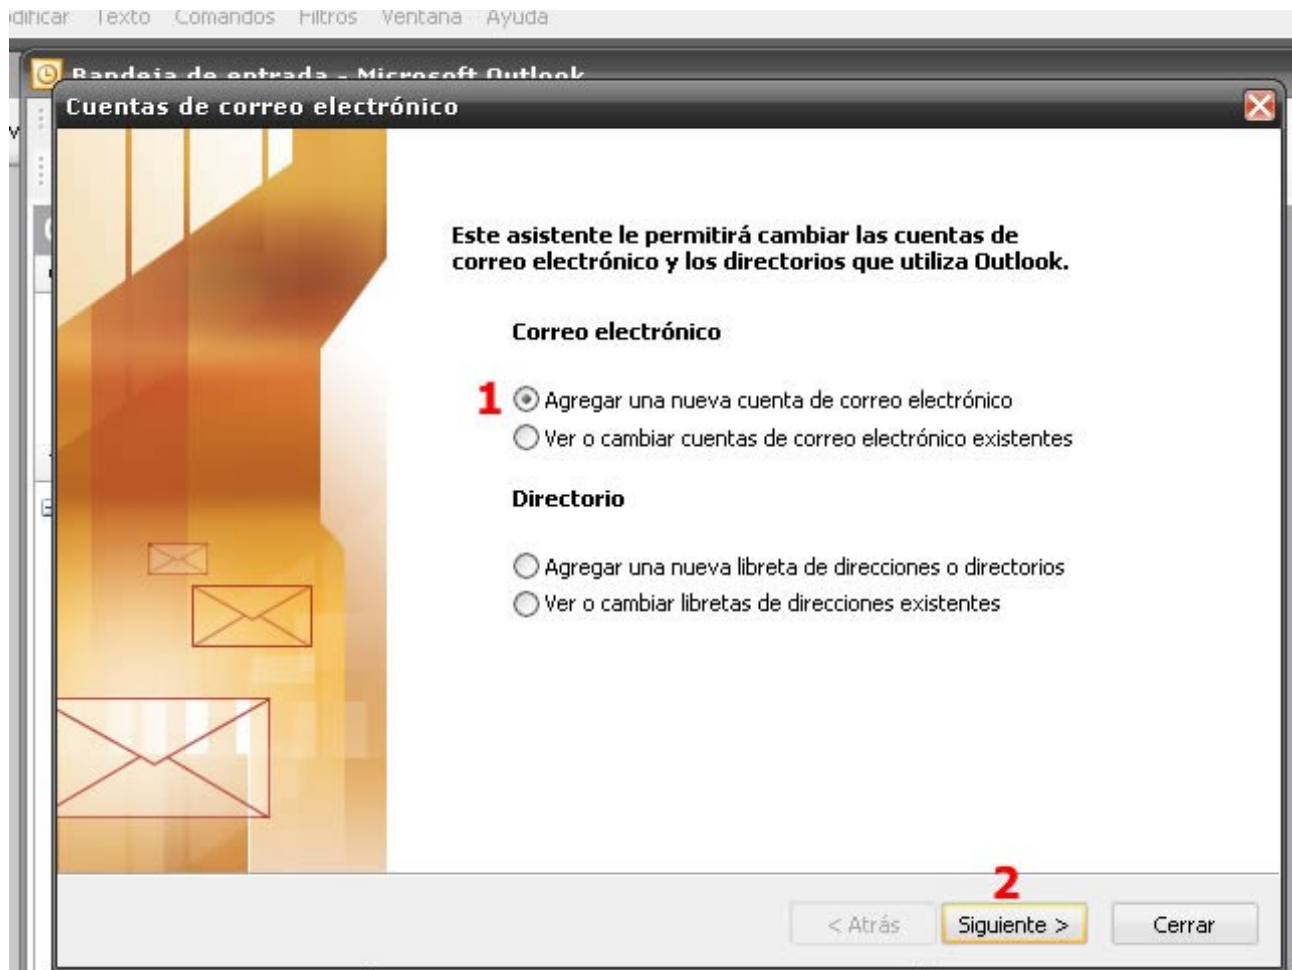 Texto Comandos Filtros Ventana Ayuda
Bandeja de entrada - Microsoft Outlook
Cuentas de correo electrónico
Este asistente le permitirá cambiar las cuentas de
correo electrónico y los directorios que utiliza Outlook.
Correo electrónico
1 Agregar una nueva cuenta de correo electrónico
Ver o cambiar cuentas de correo electrónico existentes
Directorio
Agregar una nueva libreta de direcciones o directorios
Ver o cambiar libretas de direcciones existentes
2
< Atrás Siguiente > Cerrar